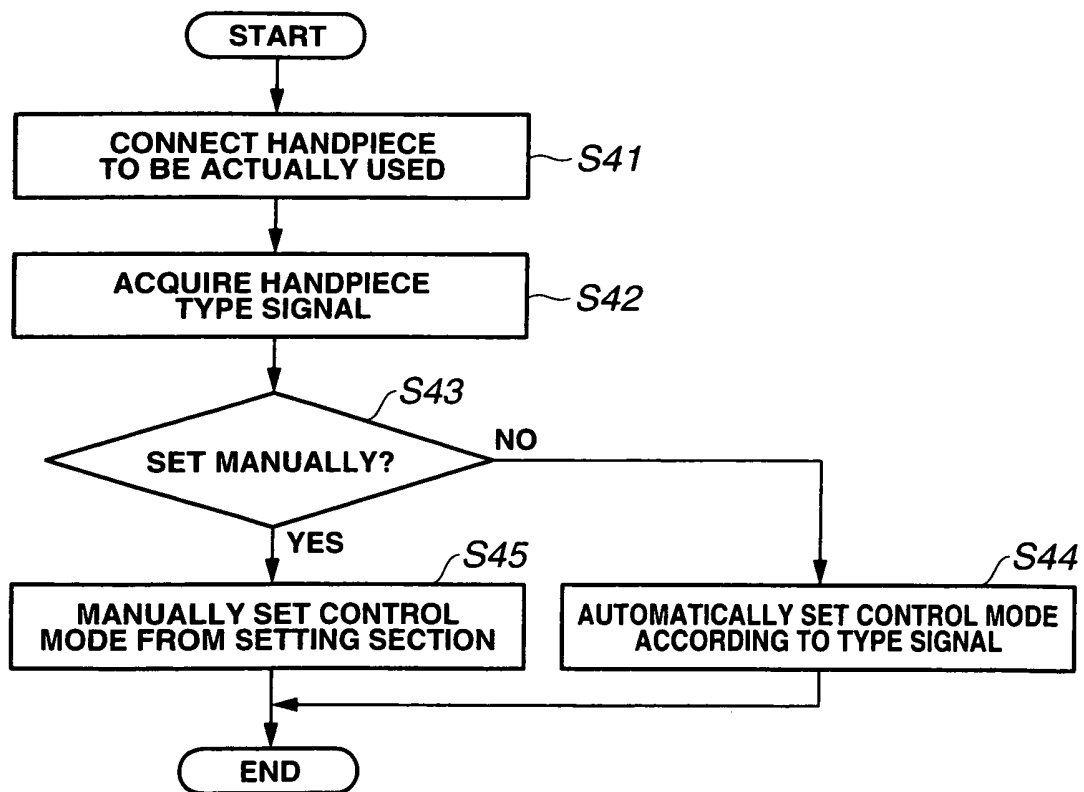 START
CONNECT HANDPIECE
TO BE ACTUALLY USED
S41
ACQUIRE HANDPIECE
TYPE SIGNAL
S42
S43
SET MANUALLY?
NO
YES
S45
MANUALLY SET CONTROL
MODE FROM SETTING SECTION
S44
AUTOMATICALLY SET CONTROL MODE
ACCORDING TO TYPE SIGNAL
END